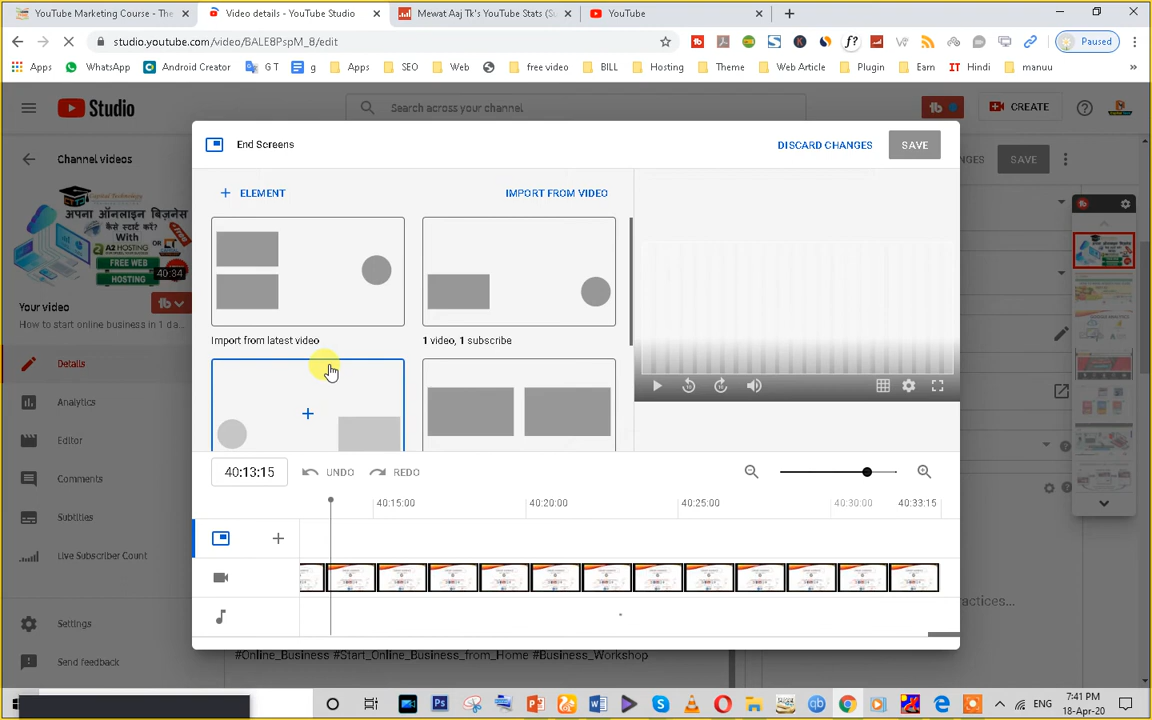 YouTube Marketing Course - The
Video details - YouTube Studio
Mewat Aaj Tk's YouTube Stats (Su
YouTube
studio.youtube.com/video/BALE8PspM_8/edit
Paused
Apps
WhatsApp
Android Creator
G T
g
Apps
SEO
Web
free video
BILL
Hosting
Theme
Web Article
Plugin
Earn
IT Hindi
manuu
Studio
Search across your channel
CREATE
Channel videos
End Screens
DISCARD CHANGES
SAVE
SAVE
ELEMENT
IMPORT FROM VIDEO
अपना ऑनलाइन बिज़नेस
कैसे स्टार्ट करें?
With
A2 HOSTING
FREE WEB
HOSTING
40:34
Your video
How to start online business in 1 da...
Import from latest video
1 video, 1 subscribe
Details
Analytics
Editor
Comments
Subtitles
Live Subscriber Count
40:13:15
UNDO
REDO
40:15:00
40:20:00
40:25:00
40:30:00
40:33:15
actices...
Settings
Send feedback
#Online_Business #Start_Online_Business_from_Home #Business_Workshop
ENG
7:41 PM
18-Apr-20